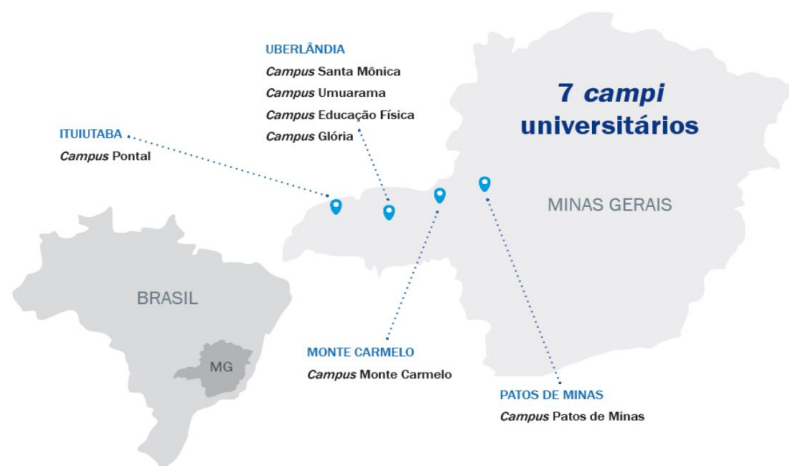 UBERLÂNDIA
Campus Santa Mônica
Campus Umuarama
Campus Educação Física
Campus Glória
7 campi
universitários
ITUIUTABA
Campus Pontal
MINAS GERAIS
BRASIL
MG
MONTE CARMELO
Campus Monte Carmelo
PATOS DE MINAS
Campus Patos de Minas